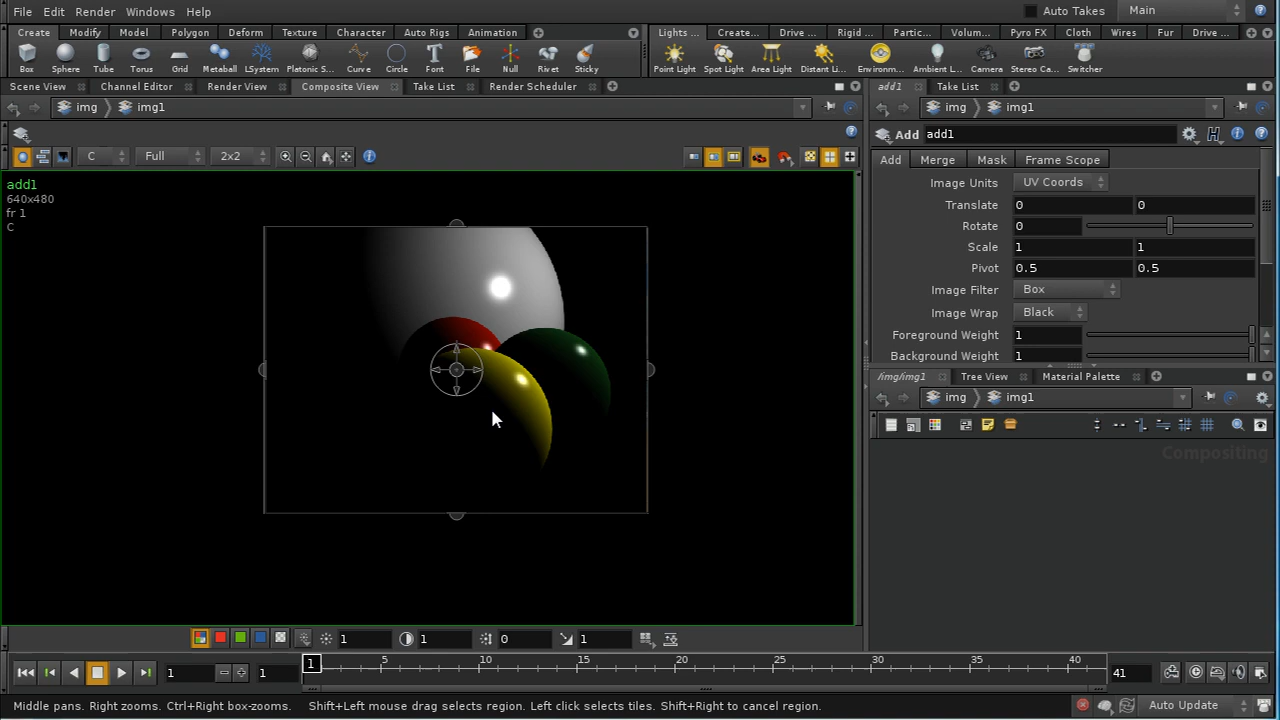 File Edit Render Windows Help Auto Takes Main
Create Modify Model Polygon Deform Texture Character Auto Rigs Animation Lights ... Create... Drive ... Rigid ... Partic... Volum... Pyro FX Cloth Wires Fur Drive ...
Box Sphere Tube Torus Grid Metaball LSystem Platonic S... Curve Circle Font File Null Rivet Sticky Point Light Spot Light Area Light Distant Li... Environm... Ambient L... Camera Stereo Ca... Switcher
Scene View Channel Editor Render View Composite View Take List Render Scheduler
add1 Take List
img img1
img img1
Add add1
C Full 2x2
Add Merge Mask Frame Scope
add1
640x480
fr 1
C
Image Units UV Coords
Translate 0 0
Rotate 0
Scale 1 1
Pivot 0.5 0.5
Image Filter Box
Image Wrap Black
Foreground Weight 1
Background Weight 1
/img/img1 Tree View Material Palette
img img1
Compositing
1 1 0 1
1 1 1 5 10 15 20 25 30 35 40 41
Middle pans. Right zooms. Ctrl+Right box-zooms. Shift+Left mouse drag selects region. Left click selects tiles. Shift+Right to cancel region.
Auto Update